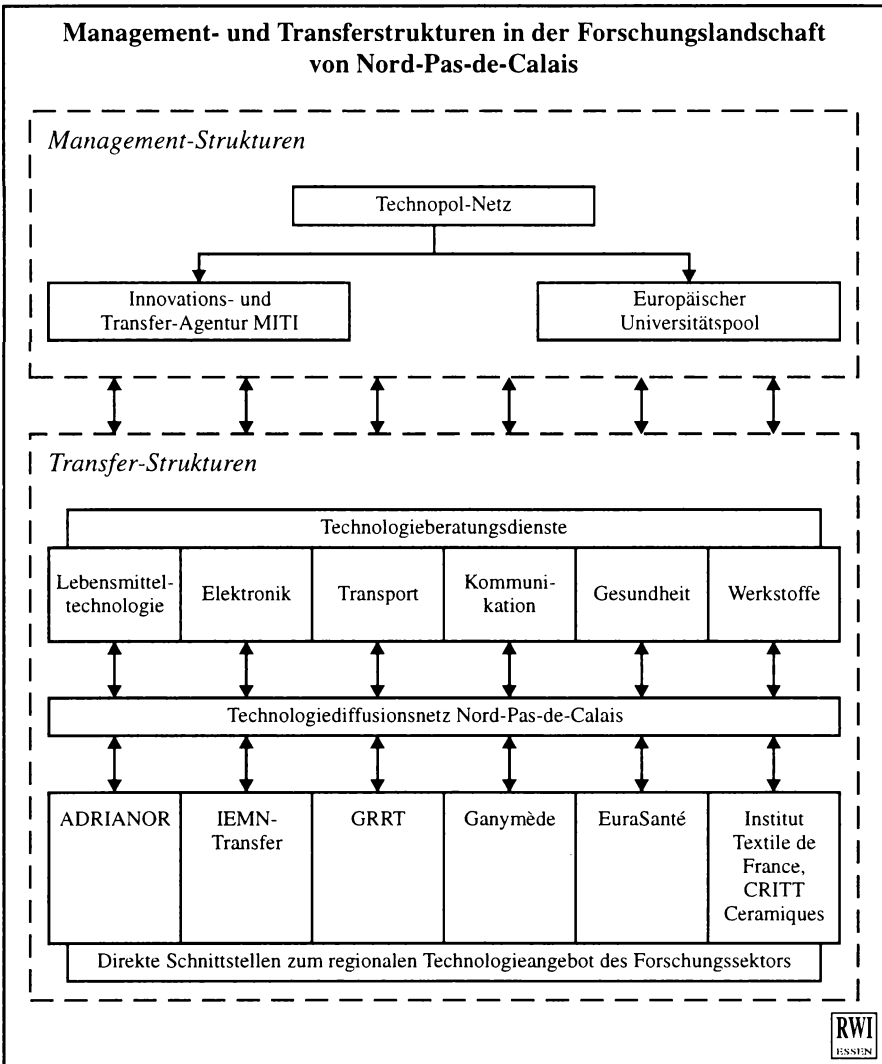 Management- und Transferstrukturen in der Forschungslandschaft
von Nord-Pas-de-Calais
Management-Strukturen
Technopol-Netz
Innovations- und
Transfer-Agentur MITI
Europäischer
Universitätspool
Transfer-Strukturen
Technologieberatungsdienste
Lebensmittel-
technologie
Elektronik
Transport
Kommuni-
kation
Gesundheit
Werkstoffe
Technologiediffusionsnetz Nord-Pas-de-Calais
ADRIANOR
IEMN-
Transfer
GRRT
Ganymède
EuraSanté
Institut
Textile de
France,
CRITT
Ceramiques
Direkte Schnittstellen zum regionalen Technologieangebot des Forschungssektors
RWI
ESSEN